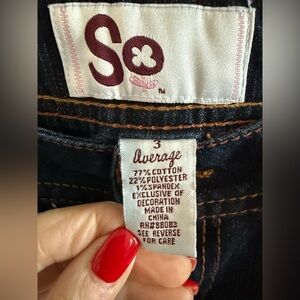 So
TM
3
Average
77% COTTON
22% POLYESTER
1% SPANDEX
EXCLUSIVE OF
DECORATION
MADE IN
CHINA
RN#88083
SEE REVERSE
FOR CARE